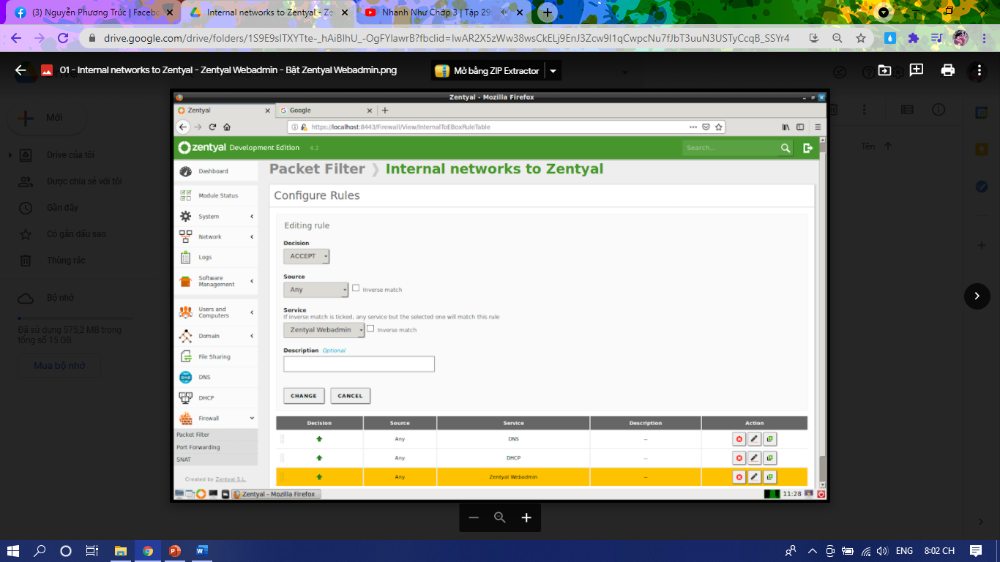 (3) Nguyễn Phương Trúc | Facebo
Internal networks to Zentyal - Ze
Nhanh Như Chớp 3 | Tập 29
drive.google.com/drive/folders/1S9E9sITXYTte-_hAiBIhU_-OgFYIawrB?fbclid=IwAR2X5zWw38wsCkELj9EnJ3Zcw9I1qCwpcNu7fJbT3uuN3USTyCcqB_SSYr4
01 - Internal networks to Zentyal - Zentyal Webadmin - Bật Zentyal Webadmin.png
Mở bằng ZIP Extractor
Mới
Drive của tôi
Được chia sẻ với tôi
Gần đây
Có gắn dấu sao
Thùng rác
Bộ nhớ
Đã sử dụng 575,2 MB trong
tổng số 15 GB
Mua bộ nhớ
Tên
Zentyal - Mozilla Firefox
Zentyal
Google
https://localhost:8443/Firewall/View/InternalToEBoxRuleTable
zentyal Development Edition 4.2
Search...
Dashboard
Module Status
System
Network
Logs
Software
Management
Users and
Computers
Domain
File Sharing
DNS
DHCP
Firewall
Packet Filter
Port Forwarding
SNAT
Created by Zentyal S.L.
Packet Filter Internal networks to Zentyal
Configure Rules
Editing rule
Decision
ACCEPT
Source
Any Inverse match
Service
If inverse match is ticked, any service but the selected one will match this rule
Zentyal Webadmin Inverse match
Description Optional
CHANGE CANCEL
Decision Source Service Description Action
Any DNS --
Any DHCP --
Any Zentyal Webadmin --
Zentyal - Mozilla Firefox
11:28
ENG 8:02 CH